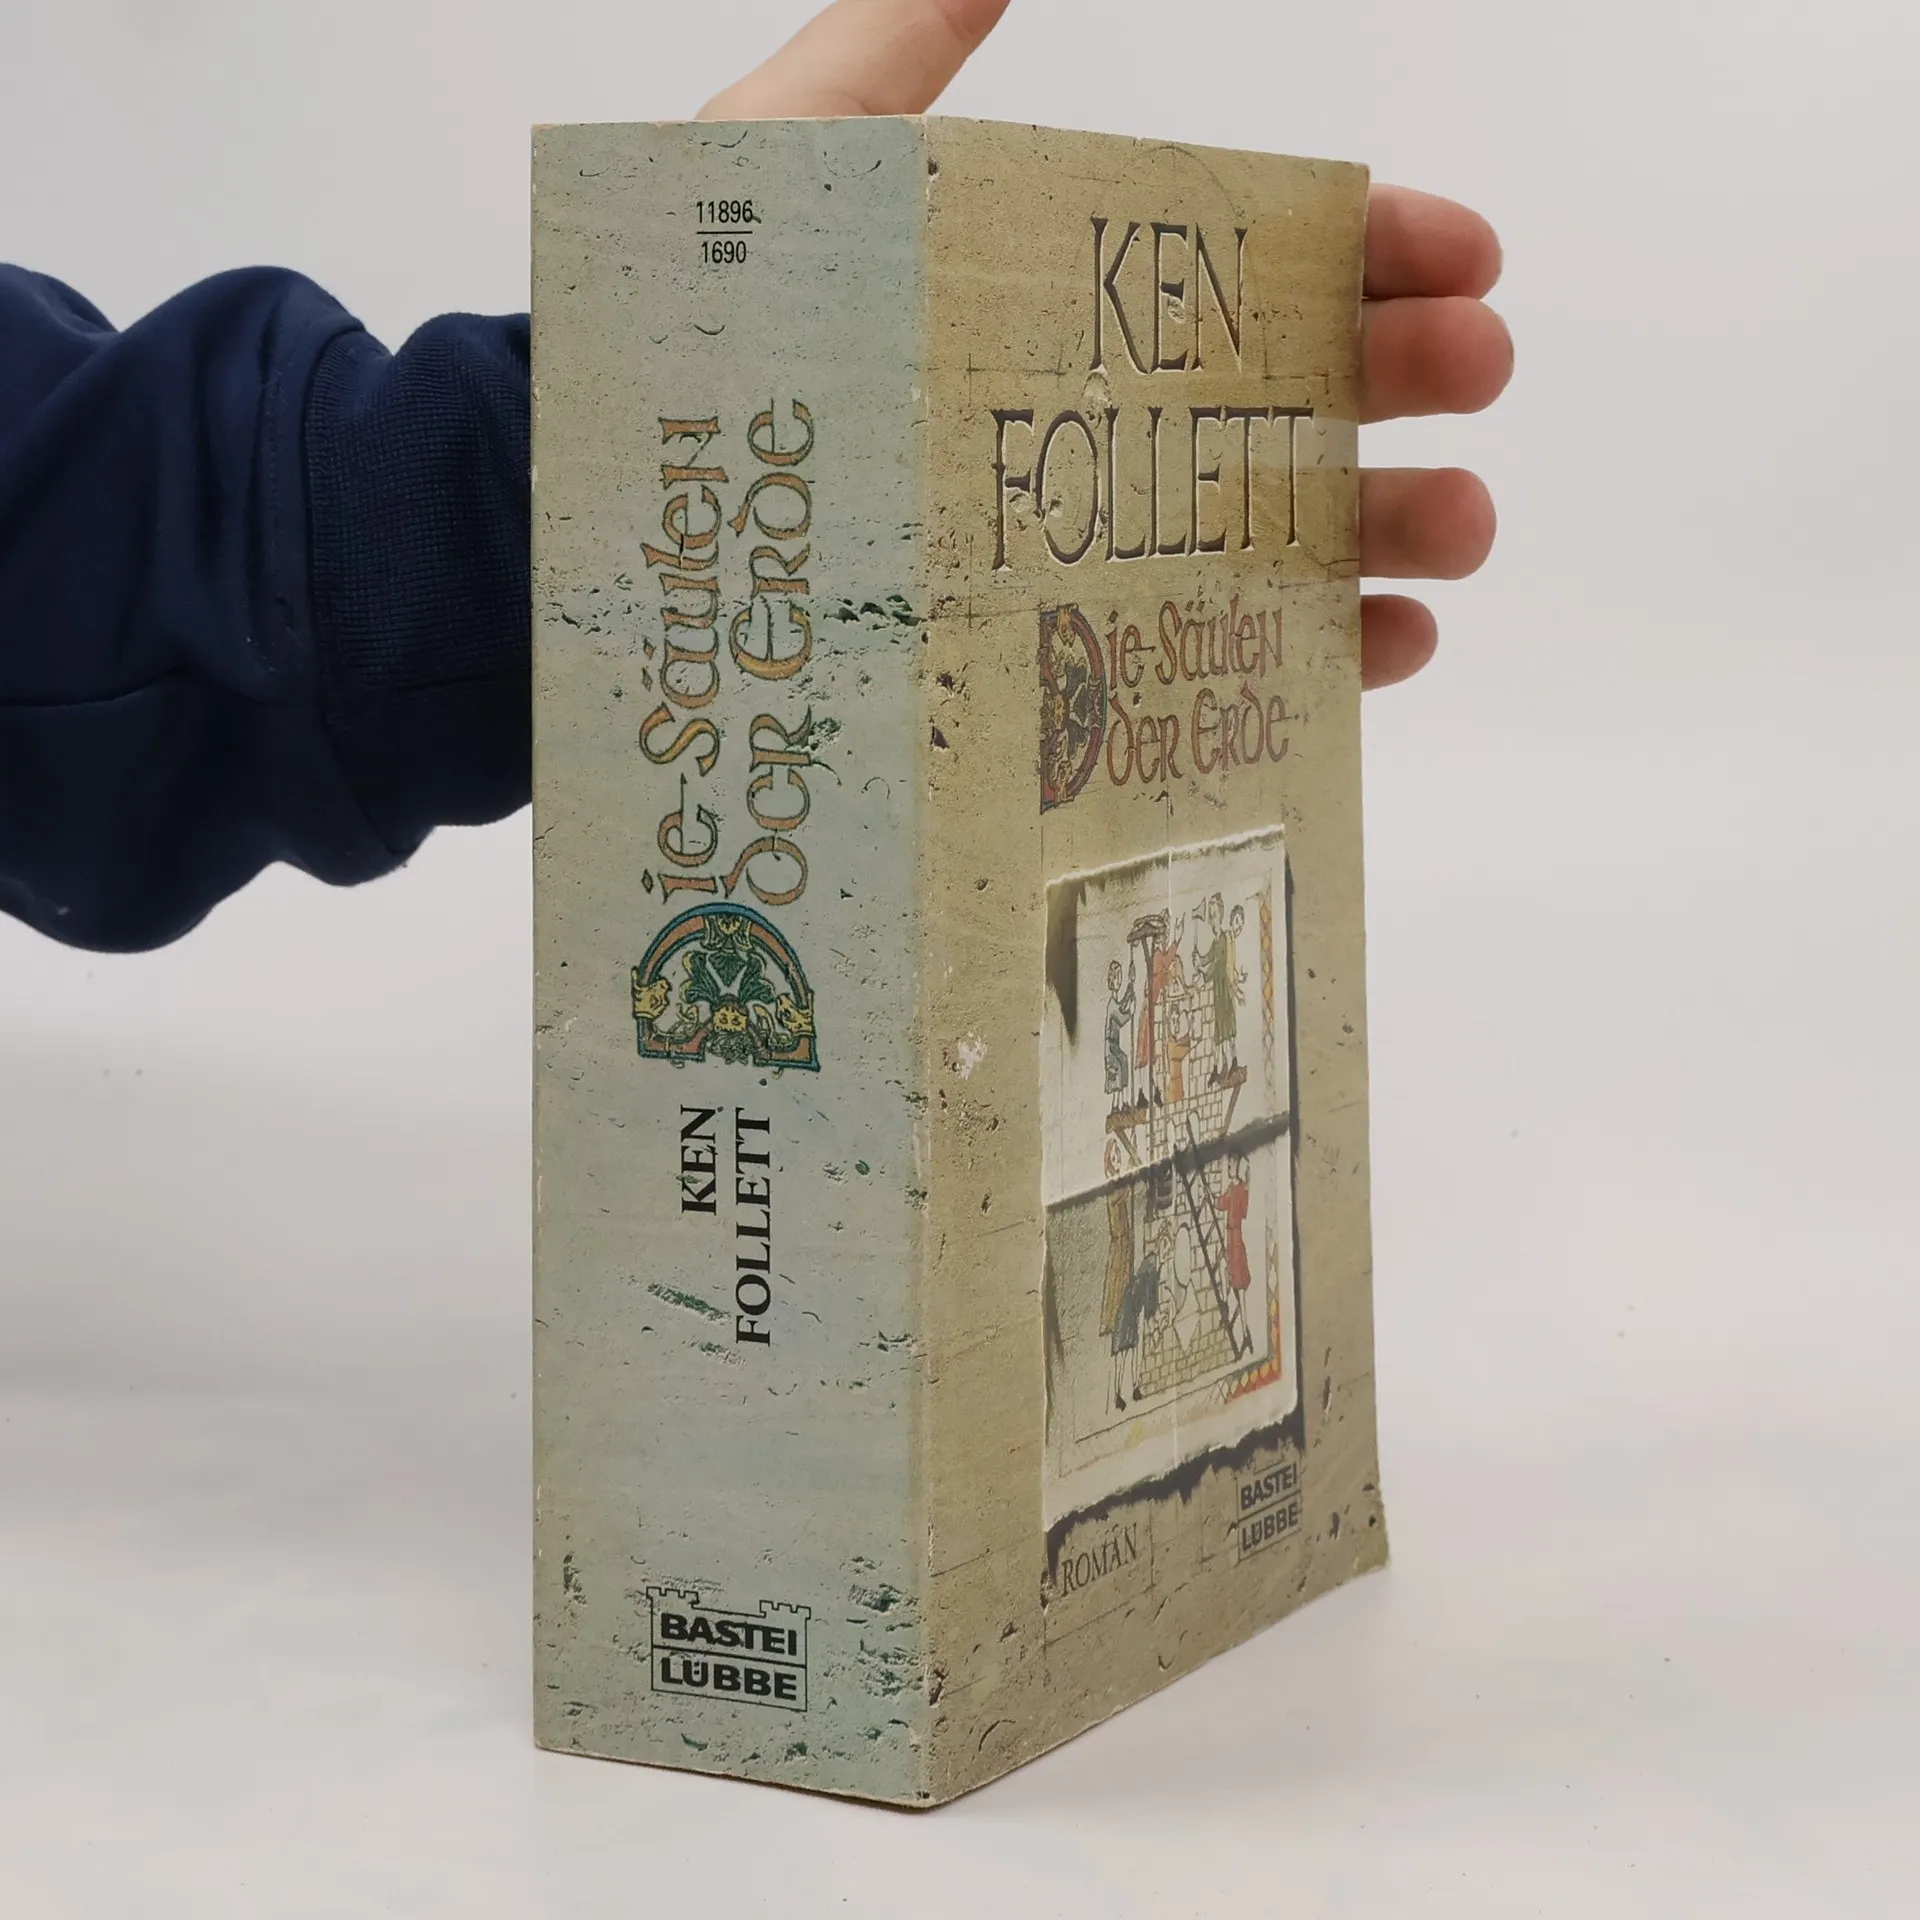 11896
1690
Die Säulen
der Erde
KEN
FOLLETT
BASTEI
LÜBBE
KEN
FOLLETT
Die Säulen
der Erde
ROMAN
BASTEI
LÜBBE